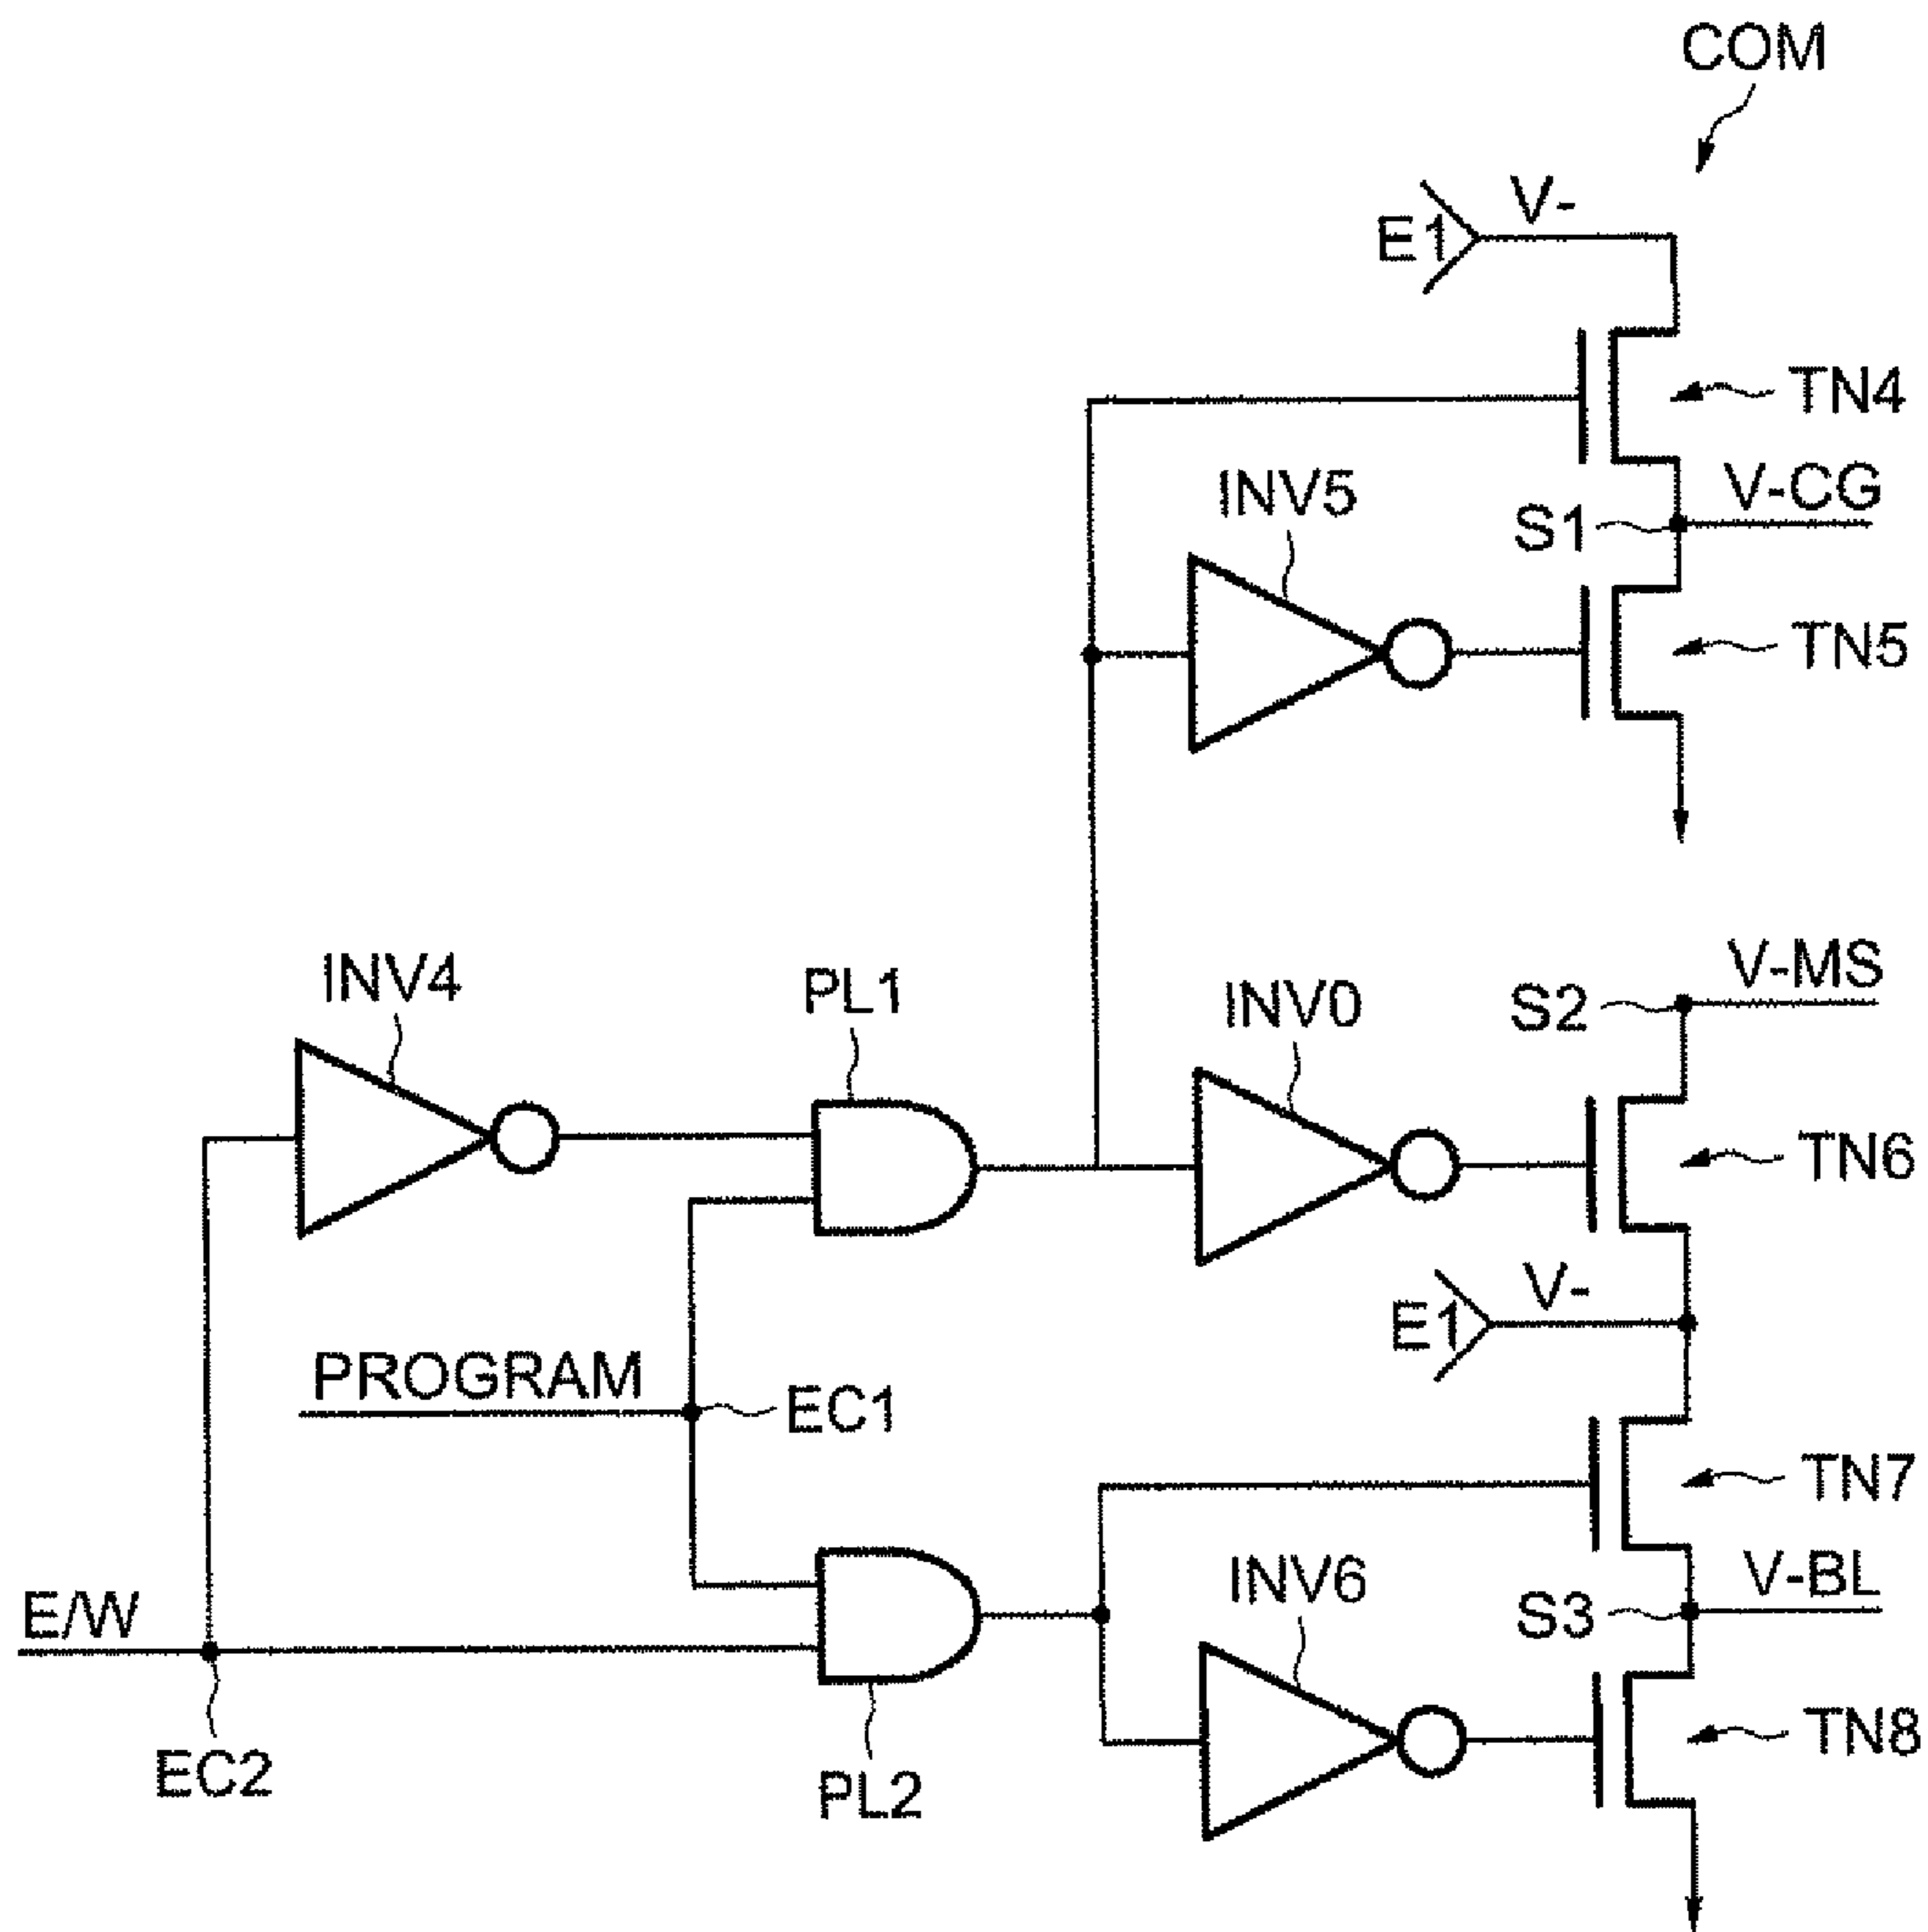 COM
V-
E1
TN4
INV5
V-CG
S1
TN5
INV4
PL1
INV0
V-MS
S2
TN6
V-
E1
PROGRAM
EC1
TN7
INV6
V-BL
S3
E/W
TN8
EC2
PL2